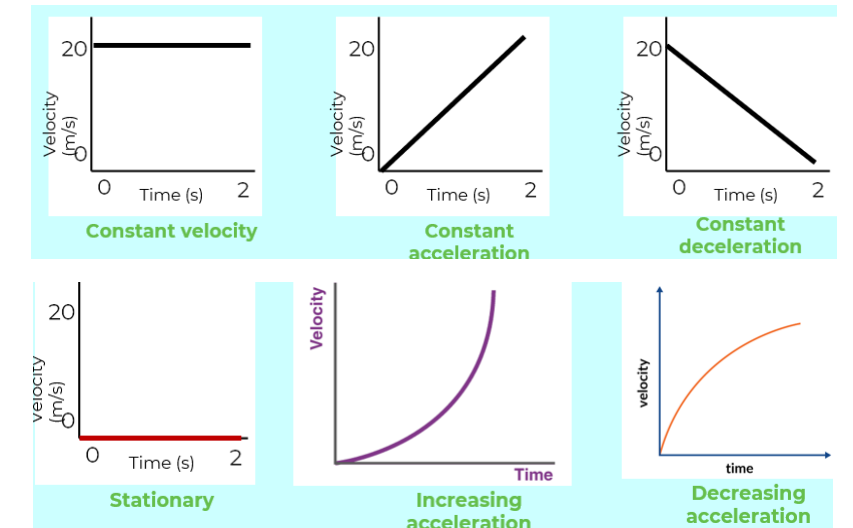 Velocity
(m/s)
20
0
0
2
Time (s)
Constant velocity
Velocity
(m/s)
20
0
0
2
Time (s)
Constant
acceleration
Velocity
(m/s)
20
0
0
2
Time (s)
Constant
deceleration
Velocity
(m/s)
20
0
0
2
Time (s)
Stationary
Velocity
Time
Increasing
acceleration
velocity
time
Decreasing
acceleration